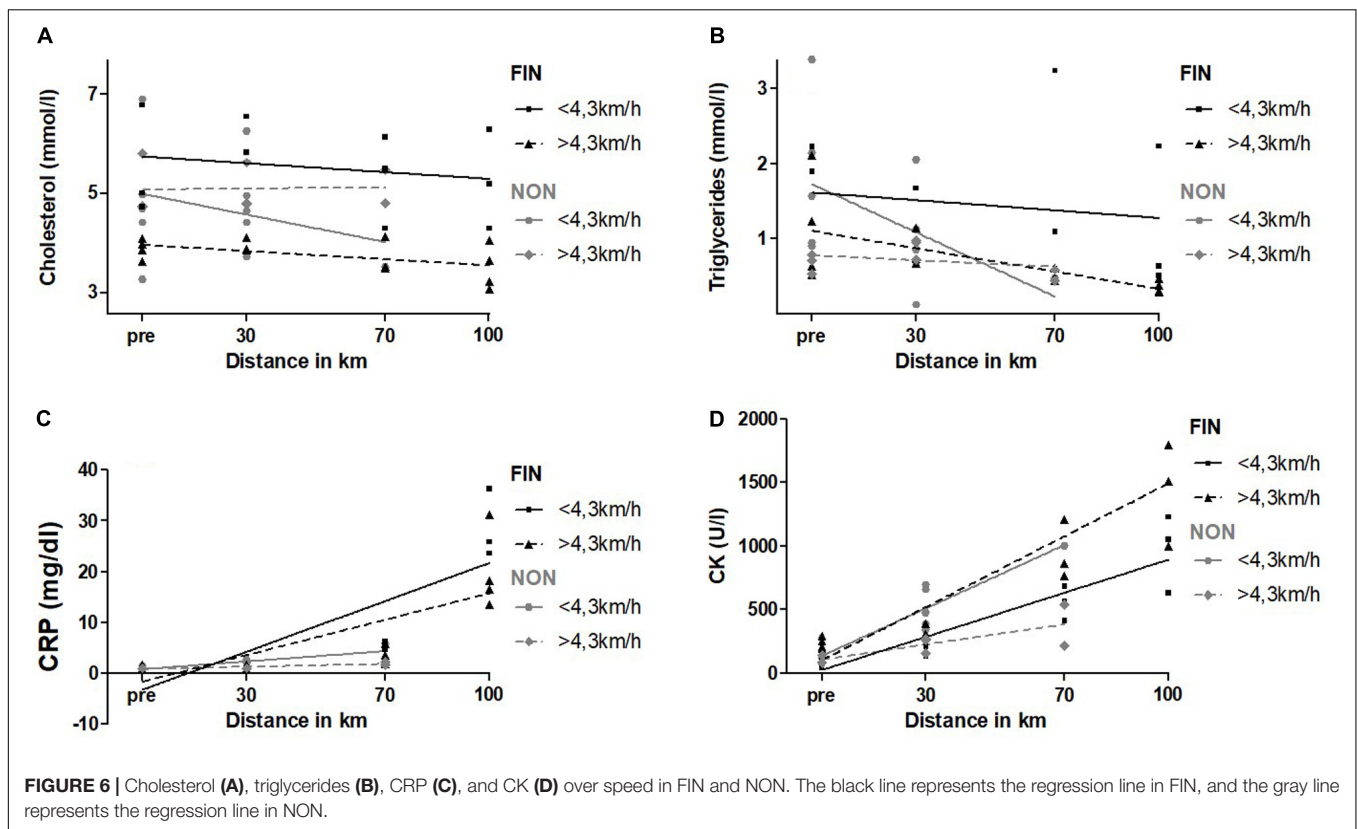 A
Cholesterol (mmol/l)
7
5
3
pre 30 70 100
Distance in km
FIN
<4,3km/h
>4,3km/h
NON
<4,3km/h
>4,3km/h
B
Triglycerides (mmol/l)
3
2
1
pre 30 70 100
Distance in km
FIN
<4,3km/h
>4,3km/h
NON
<4,3km/h
>4,3km/h
C
CRP (mg/dl)
40
30
20
10
0
-10
pre 30 70 100
Distance in km
FIN
<4,3km/h
>4,3km/h
NON
<4,3km/h
>4,3km/h
D
CK (U/l)
2000
1500
1000
500
0
pre 30 70 100
Distance in km
FIN
<4,3km/h
>4,3km/h
NON
<4,3km/h
>4,3km/h
FIGURE 6 | Cholesterol (A), triglycerides (B), CRP (C), and CK (D) over speed in FIN and NON. The black line represents the regression line in FIN, and the gray line
represents the regression line in NON.